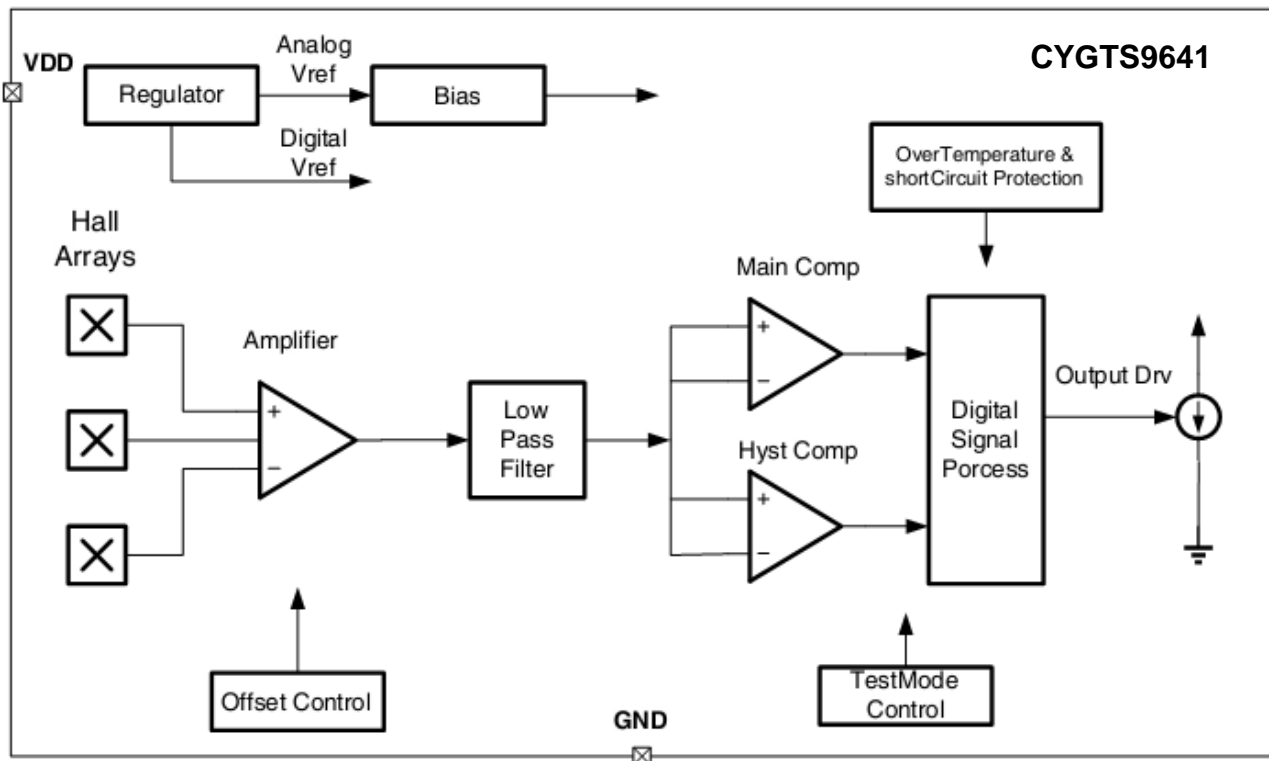 CYGTS9641
VDD
Analog
Vref
Regulator
Bias
Digital
Vref
OverTemperature &
shortCircuit Protection
Hall
Arrays
Main Comp
Amplifier
+
−
+
−
Low
Pass
Filter
Hyst Comp
+
−
Digital
Signal
Porcess
Output Drv
Offset Control
TestMode
Control
GND